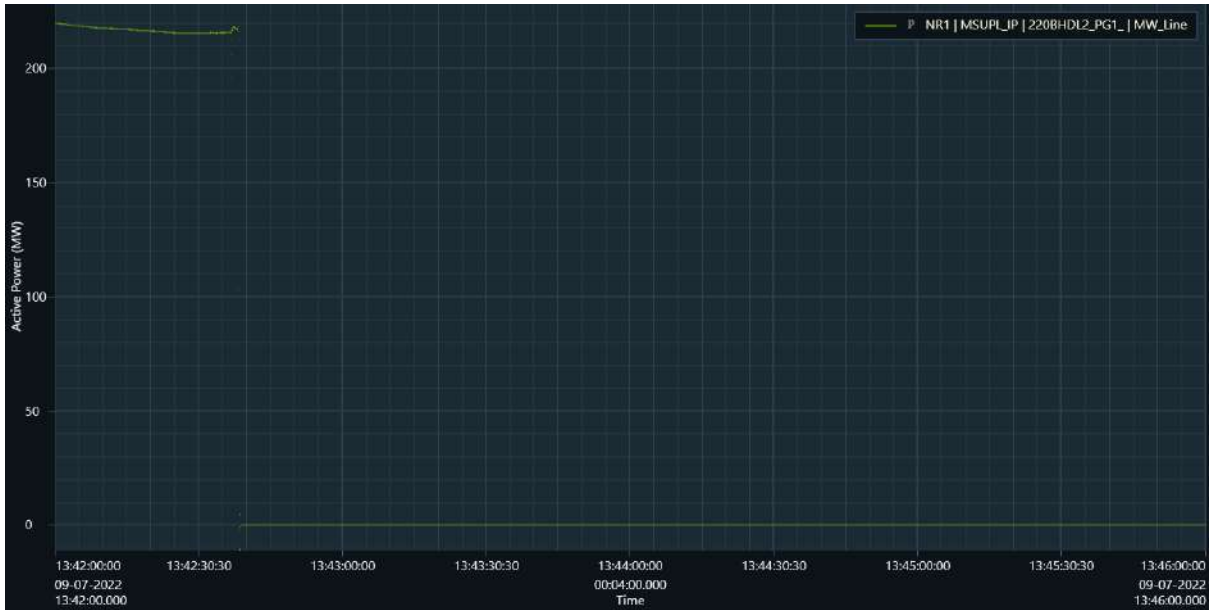 P NR1 | MSUPL_IP | 220BHDL2_PG1_ | MW_Line
200
150
100
50
0
Active Power (MW)
13:42:00:00 13:42:30:30 13:43:00:00 13:43:30:30 13:44:00:00 13:44:30:30 13:45:00:00 13:45:30:30 13:46:00:00
09-07-2022 00:04:00.000 09-07-2022
13:42:00.000 Time 13:46:00.000